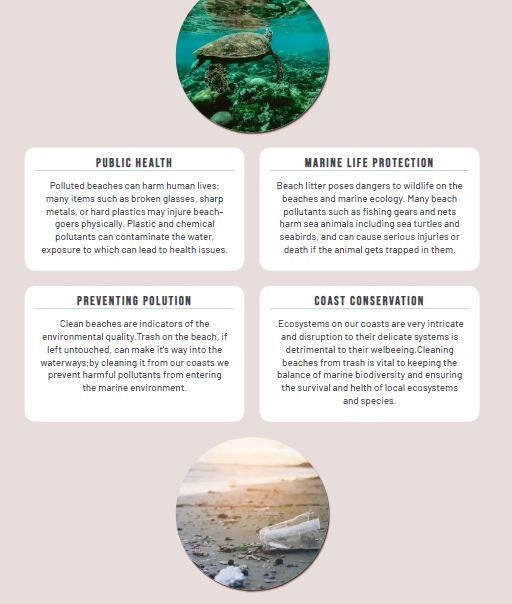 PUBLIC HEALTH
Polluted beaches can harm human lives;
many items such as broken glasses, sharp
metals, or hard plastics may injure beach-
goers physically. Plastic and chemical
polutants can contaminate the water,
exposure to which can lead to health issues.
MARINE LIFE PROTECTION
Beach litter poses dangers to wildlife on the
beaches and marine ecology. Many beach
pollutants such as fishing gears and nets
harm sea animals including sea turtles and
seabirds, and can cause serious injuries or
death if the animal gets trapped in them.
PREVENTING POLUTION
Clean beaches are indicators of the
environmental quality.Trash on the beach, if
left untouched, can make it's way into the
waterways;by cleaning it from our coasts we
prevent harmful pollutants from entering
the marine environment.
COAST CONSERVATION
.Ecosystems on our coasts are very intricate
and disruption to their delicate systems is
detrimental to their welbeeing.Cleaning
beaches from trash is vital to keeping the
balance of marine biodiversity and ensuring
the survival and helth of local ecosystems
and species.